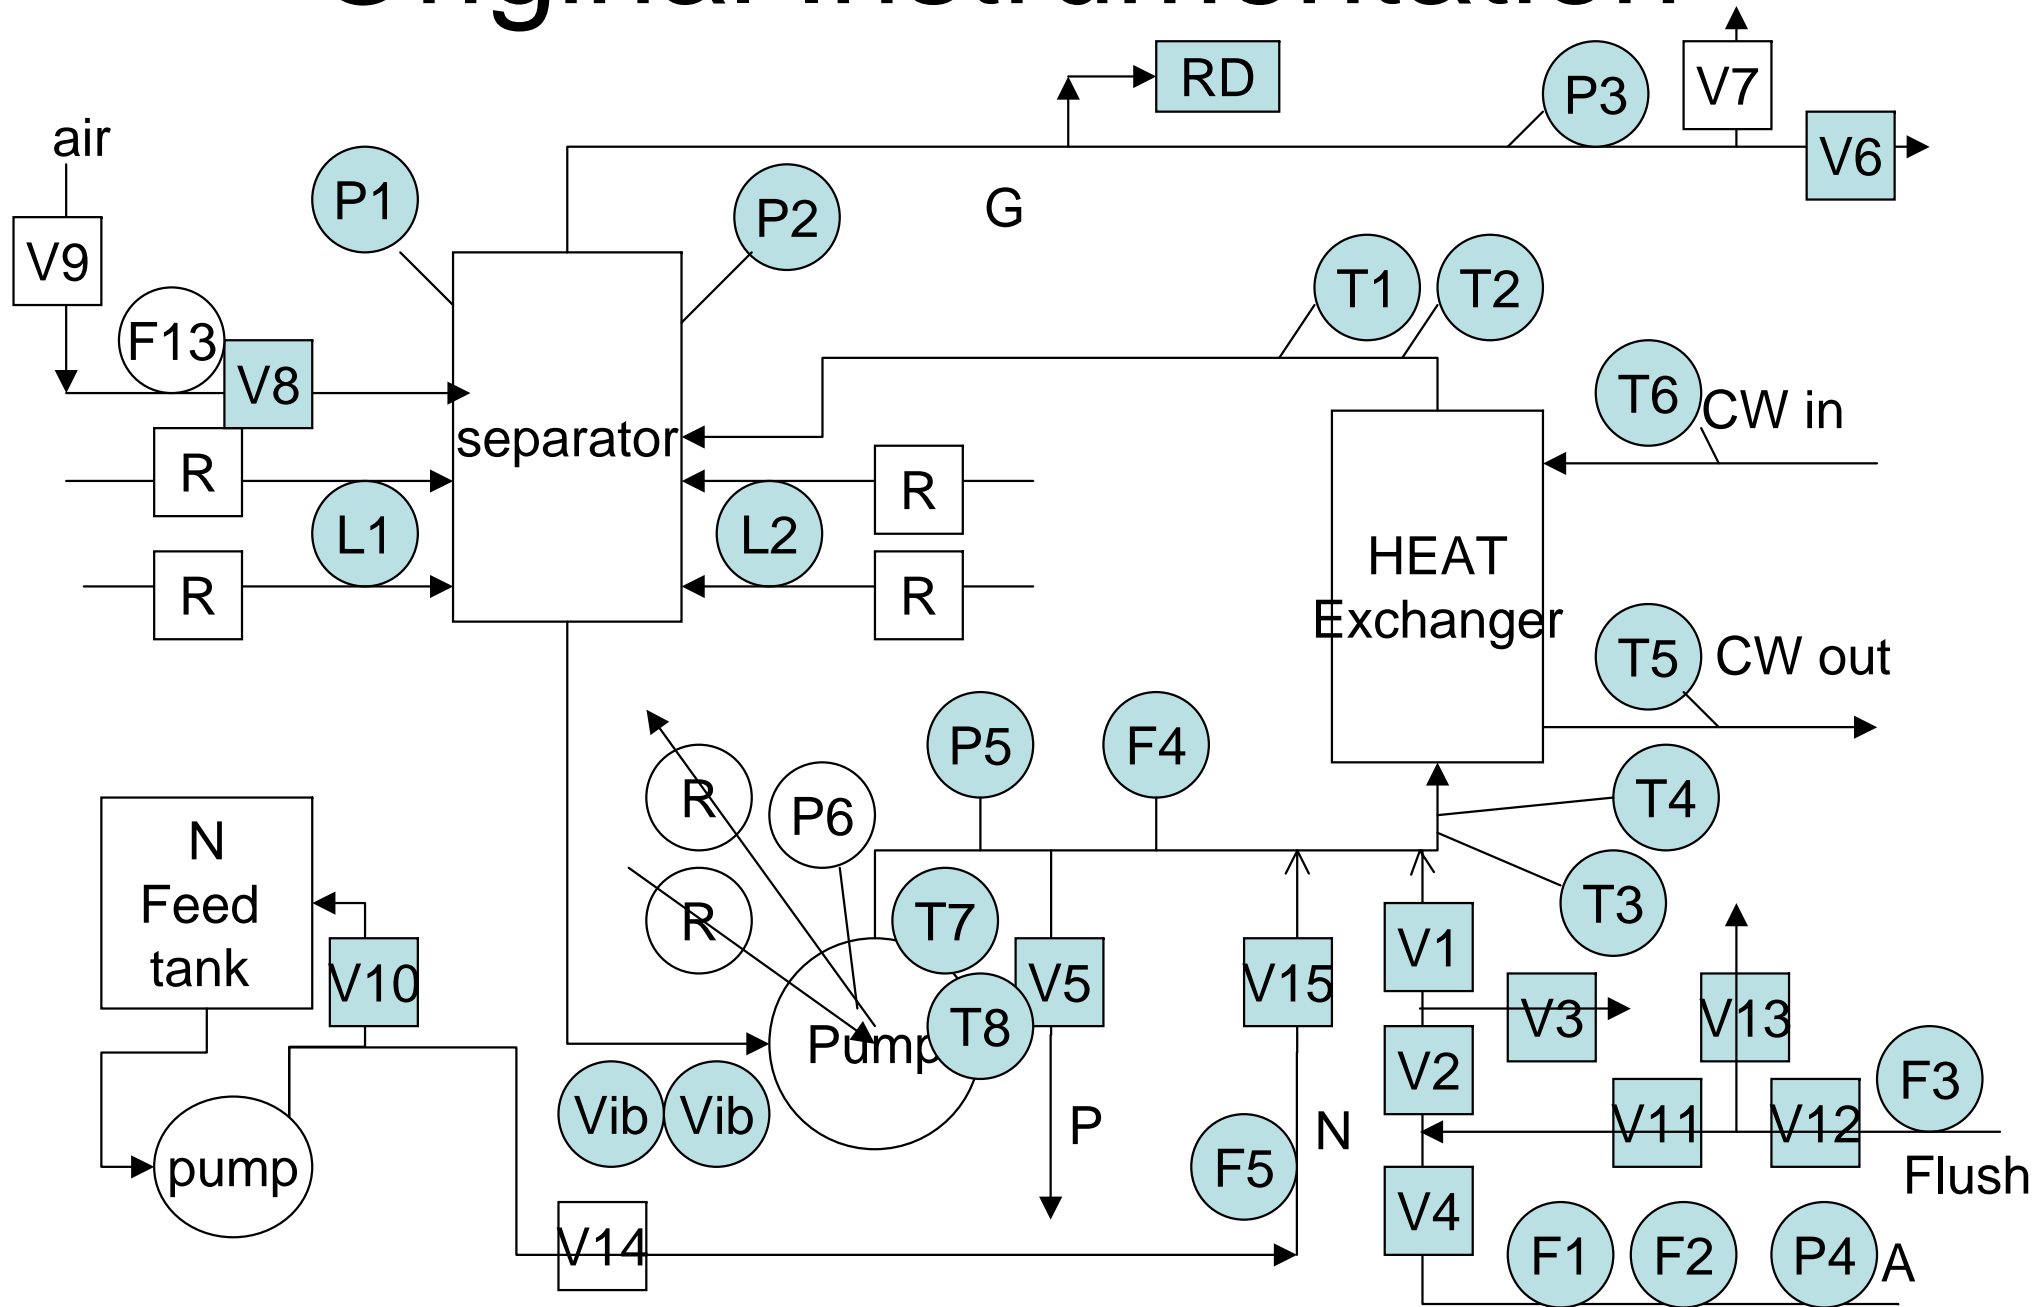 Original Instrumentation
RD
P3
V7
air
V6
P1
P2
G
V9
T1
T2
F13
V8
T6
CW in
separator
R
R
L1
L2
HEAT
Exchanger
R
R
T5
CW out
P5
F4
R
P6
T4
N
Feed
tank
R
T7
T3
V1
V10
V5
V15
V3
V13
Pump
T8
V2
F3
Vib
Vib
P
N
V11
V12
pump
F5
Flush
V4
V14
F1
F2
P4
A